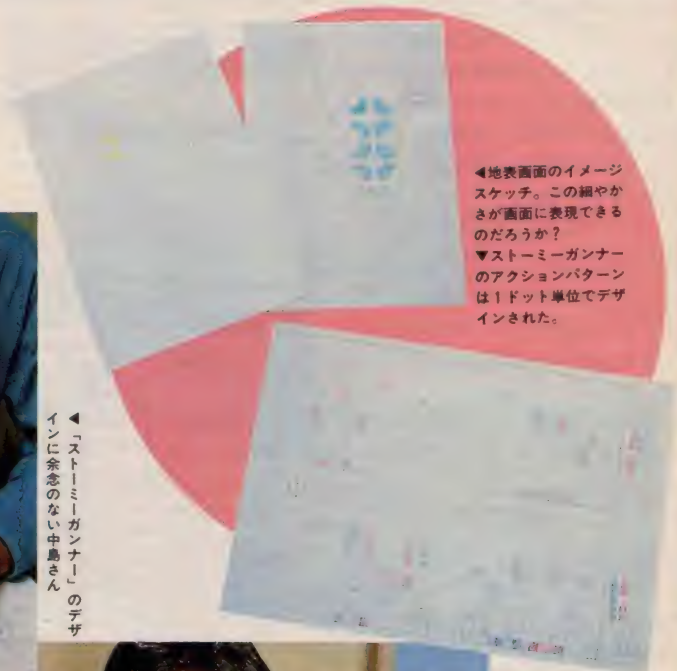 ◀地表画面のイメージ
スケッチ。この細やか
さが画面に表現できる
のだろうか?
▼ストーミーガンナー
のアクションパターン
は1ドット単位でデザ
インされた。
◀「ストーミーガンナー」のデザ
インに余念のない中島さん